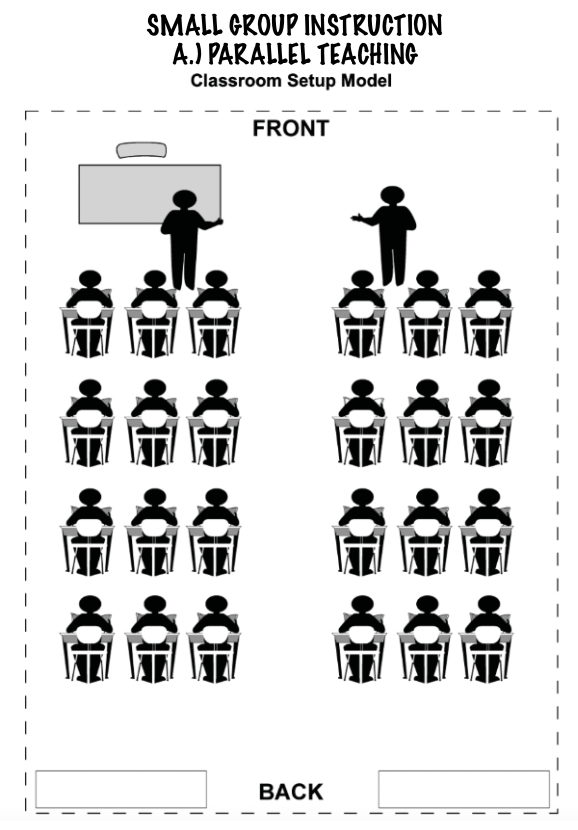 SMALL GROUP INSTRUCTION
A.) PARALLEL TEACHING
Classroom Setup Model
FRONT
BACK